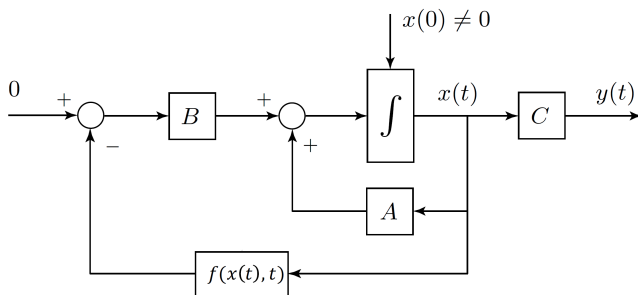 x(0) ≠ 0
0
+
−
B
+
+
∫
x(t)
C
y(t)
A
f(x(t), t)